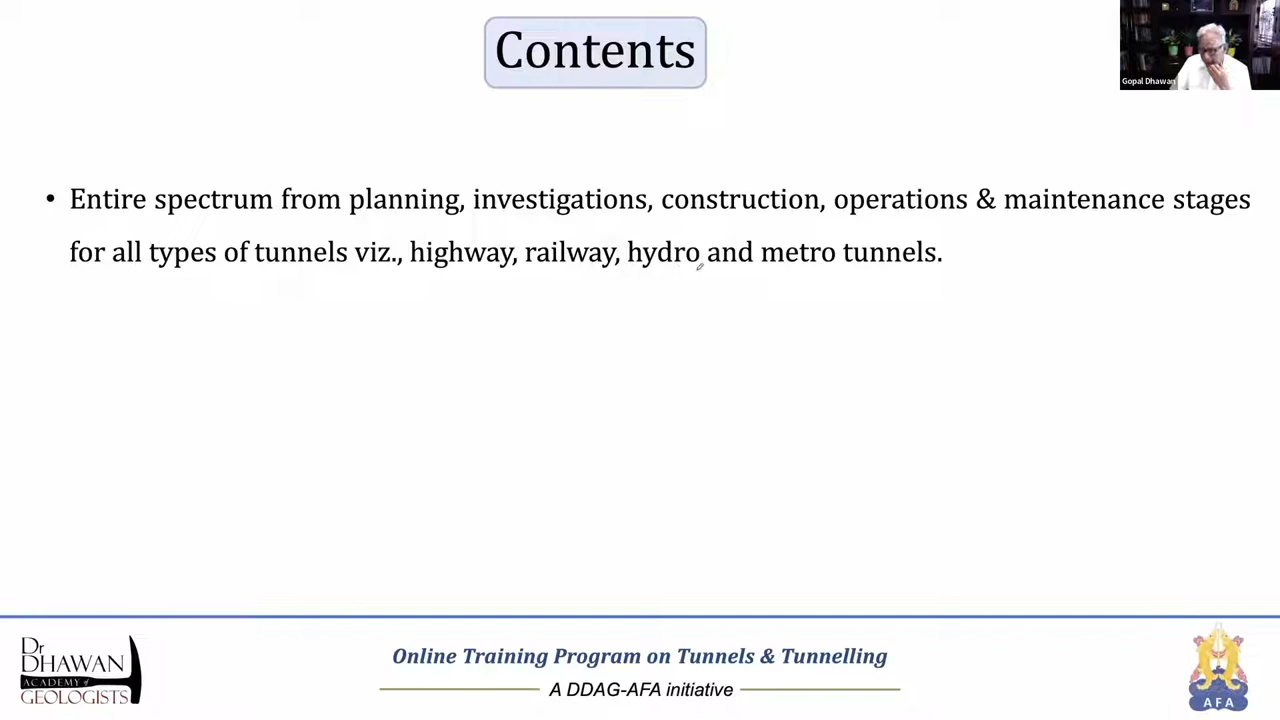 Contents
Gopal Dhawan
• Entire spectrum from planning, investigations, construction, operations & maintenance stages
for all types of tunnels viz., highway, railway, hydro and metro tunnels.
Dr
DHAWAN
ACADEMY of
GEOLOGISTS
Online Training Program on Tunnels & Tunnelling
A DDAG-AFA initiative
AFA